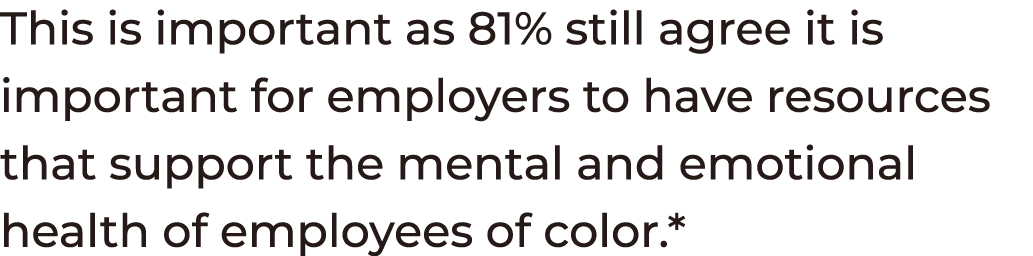 This is important as 81% still agree it is
important for employers to have resources
that support the mental and emotional
health of employees of color.*